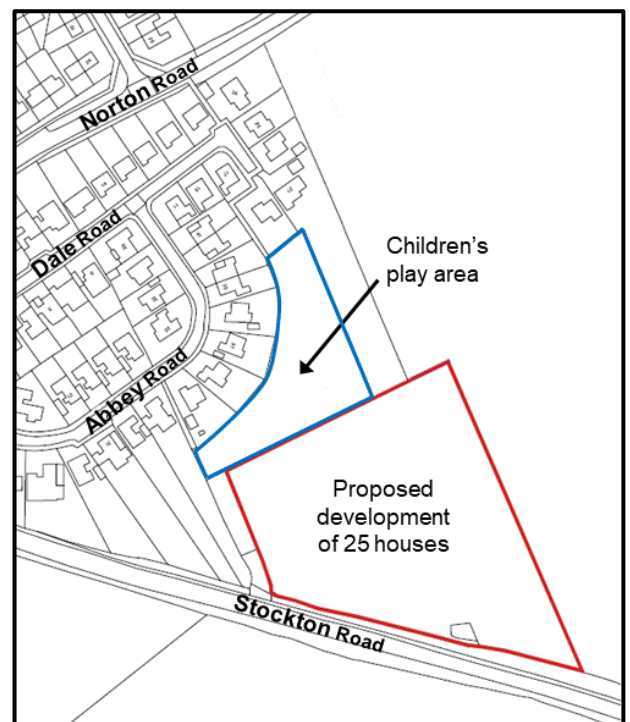 Norton Road
Dale Road
Children's
play area
Abbey Road
Proposed
development
of 25 houses
Stockton Road